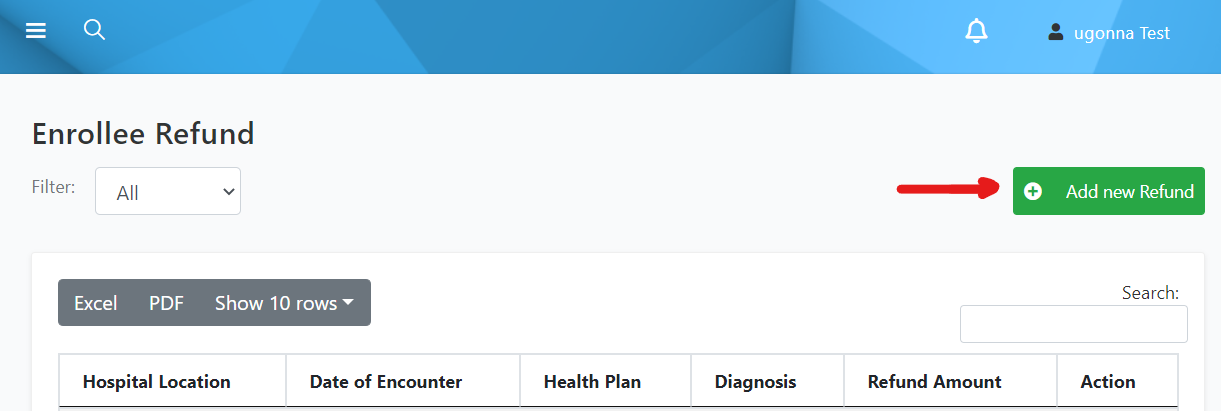 ugonna Test
Enrollee Refund
Filter: All
Add new Refund
Excel PDF Show 10 rows
Search:
Hospital Location Date of Encounter Health Plan Diagnosis Refund Amount Action